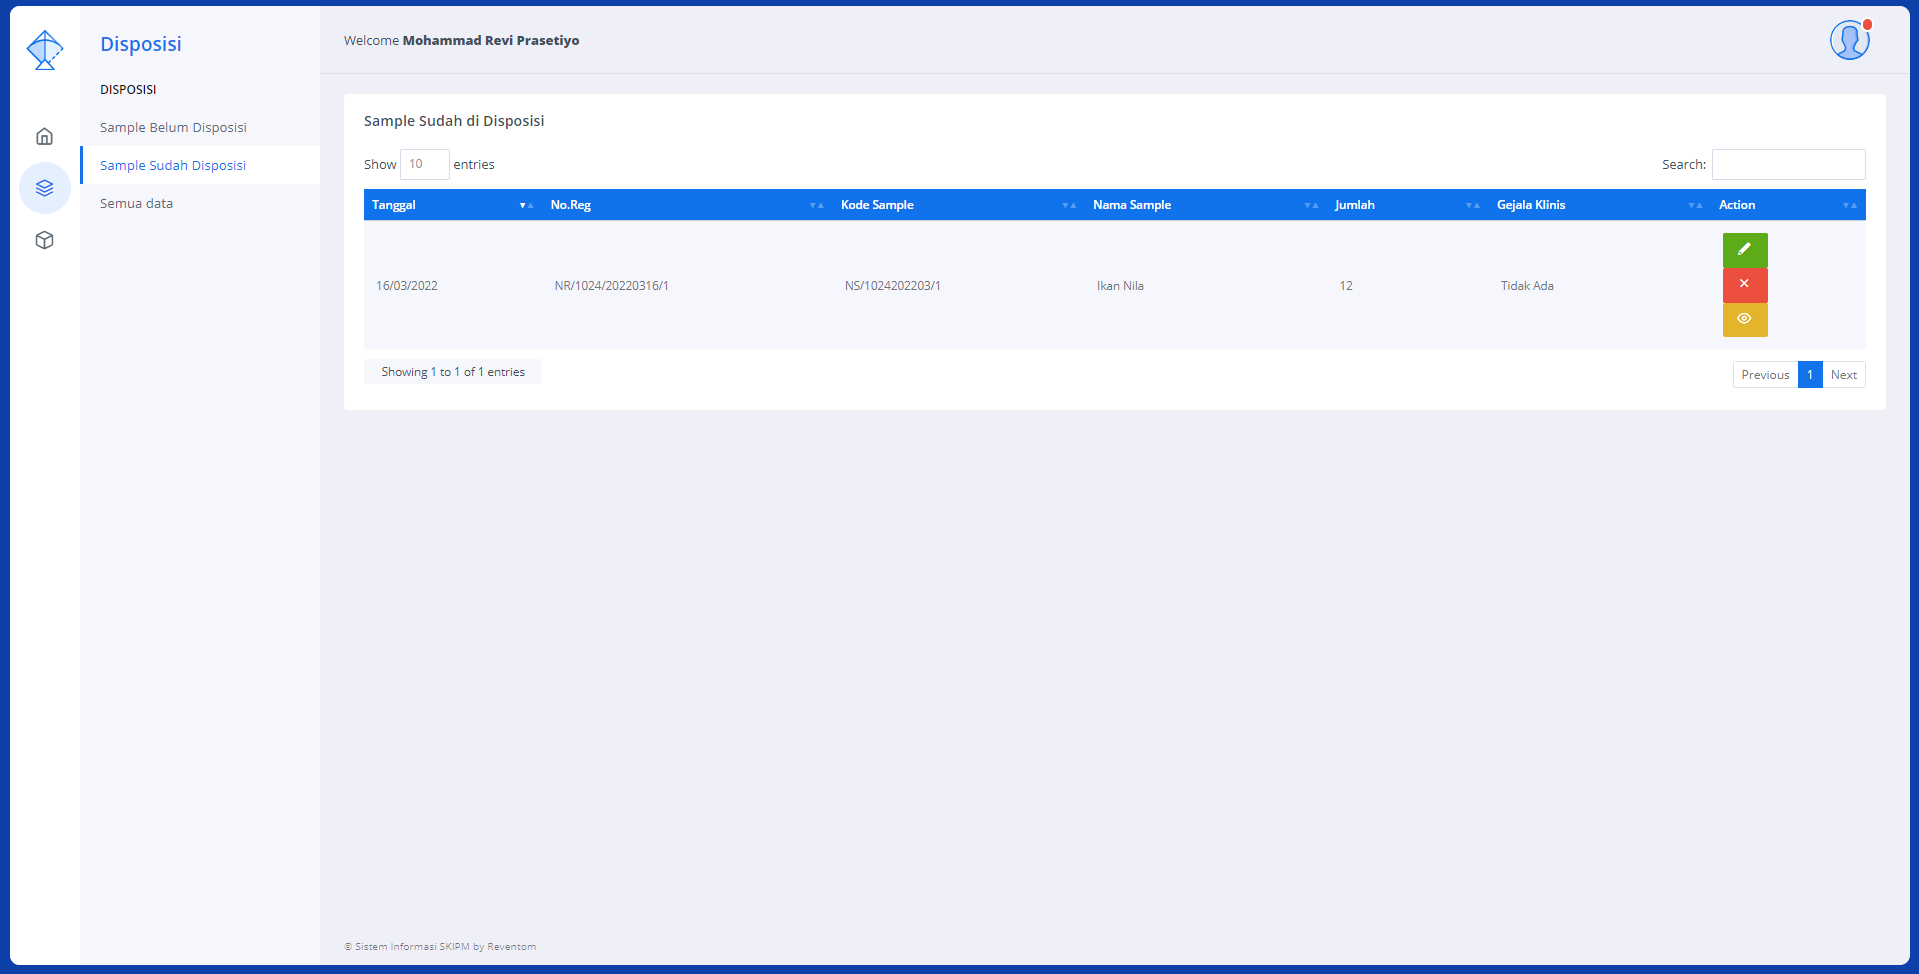 Disposisi
DISPOSISI
Sample Belum Disposisi
Sample Sudah Disposisi
Semua data
Welcome Mohammad Revi Prasetiyo
Sample Sudah di Disposisi
Show 10 entries
Search:
Tanggal No.Reg Kode Sample Nama Sample Jumlah Gejala Klinis Action
16/03/2022 NR/1024/20220316/1 NS/1024202203/1 Ikan Nila 12 Tidak Ada
Showing 1 to 1 of 1 entries
Previous 1 Next
© Sistem Informasi SKIPM by Reventom